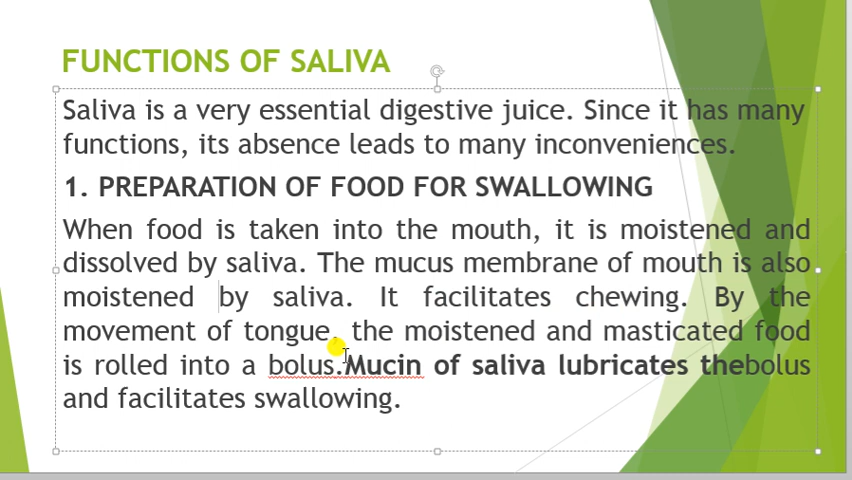 FUNCTIONS OF SALIVA
Saliva is a very essential digestive juice. Since it has many
functions, its absence leads to many inconveniences.
1. PREPARATION OF FOOD FOR SWALLOWING
When food is taken into the mouth, it is moistened and
dissolved by saliva. The mucus membrane of mouth is also
moistened by saliva. It facilitates chewing. By the
movement of tongue, the moistened and masticated food
is rolled into a bolus.Mucin of saliva lubricates thebolus
and facilitates swallowing.